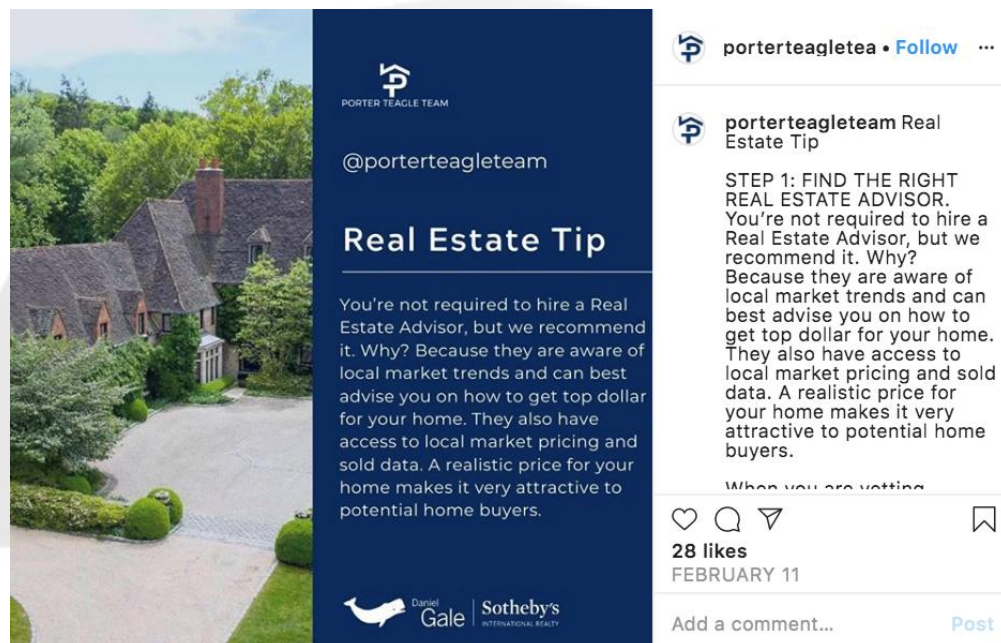 PORTER TEAGLE TEAM
@porterteagleteam
Real Estate Tip
You're not required to hire a Real
Estate Advisor, but we recommend
it. Why? Because they are aware of
local market trends and can best
advise you on how to get top dollar
for your home. They also have
access to local market pricing and
sold data. A realistic price for your
home makes it very attractive to
potential home buyers.
Daniel
Gale
Sotheby's
INTERNATIONAL REALTY
porterteagletea • Follow ...
porterteagleteam Real
Estate Tip
STEP 1: FIND THE RIGHT
REAL ESTATE ADVISOR.
You're not required to hire a
Real Estate Advisor, but we
recommend it. Why?
Because they are aware of
local market trends and can
best advise you on how to
get top dollar for your home.
They also have access to
local market pricing and sold
data. A realistic price for
your home makes it very
attractive to potential home
buyers.
When you are vetting
28 likes
FEBRUARY 11
Add a comment... Post